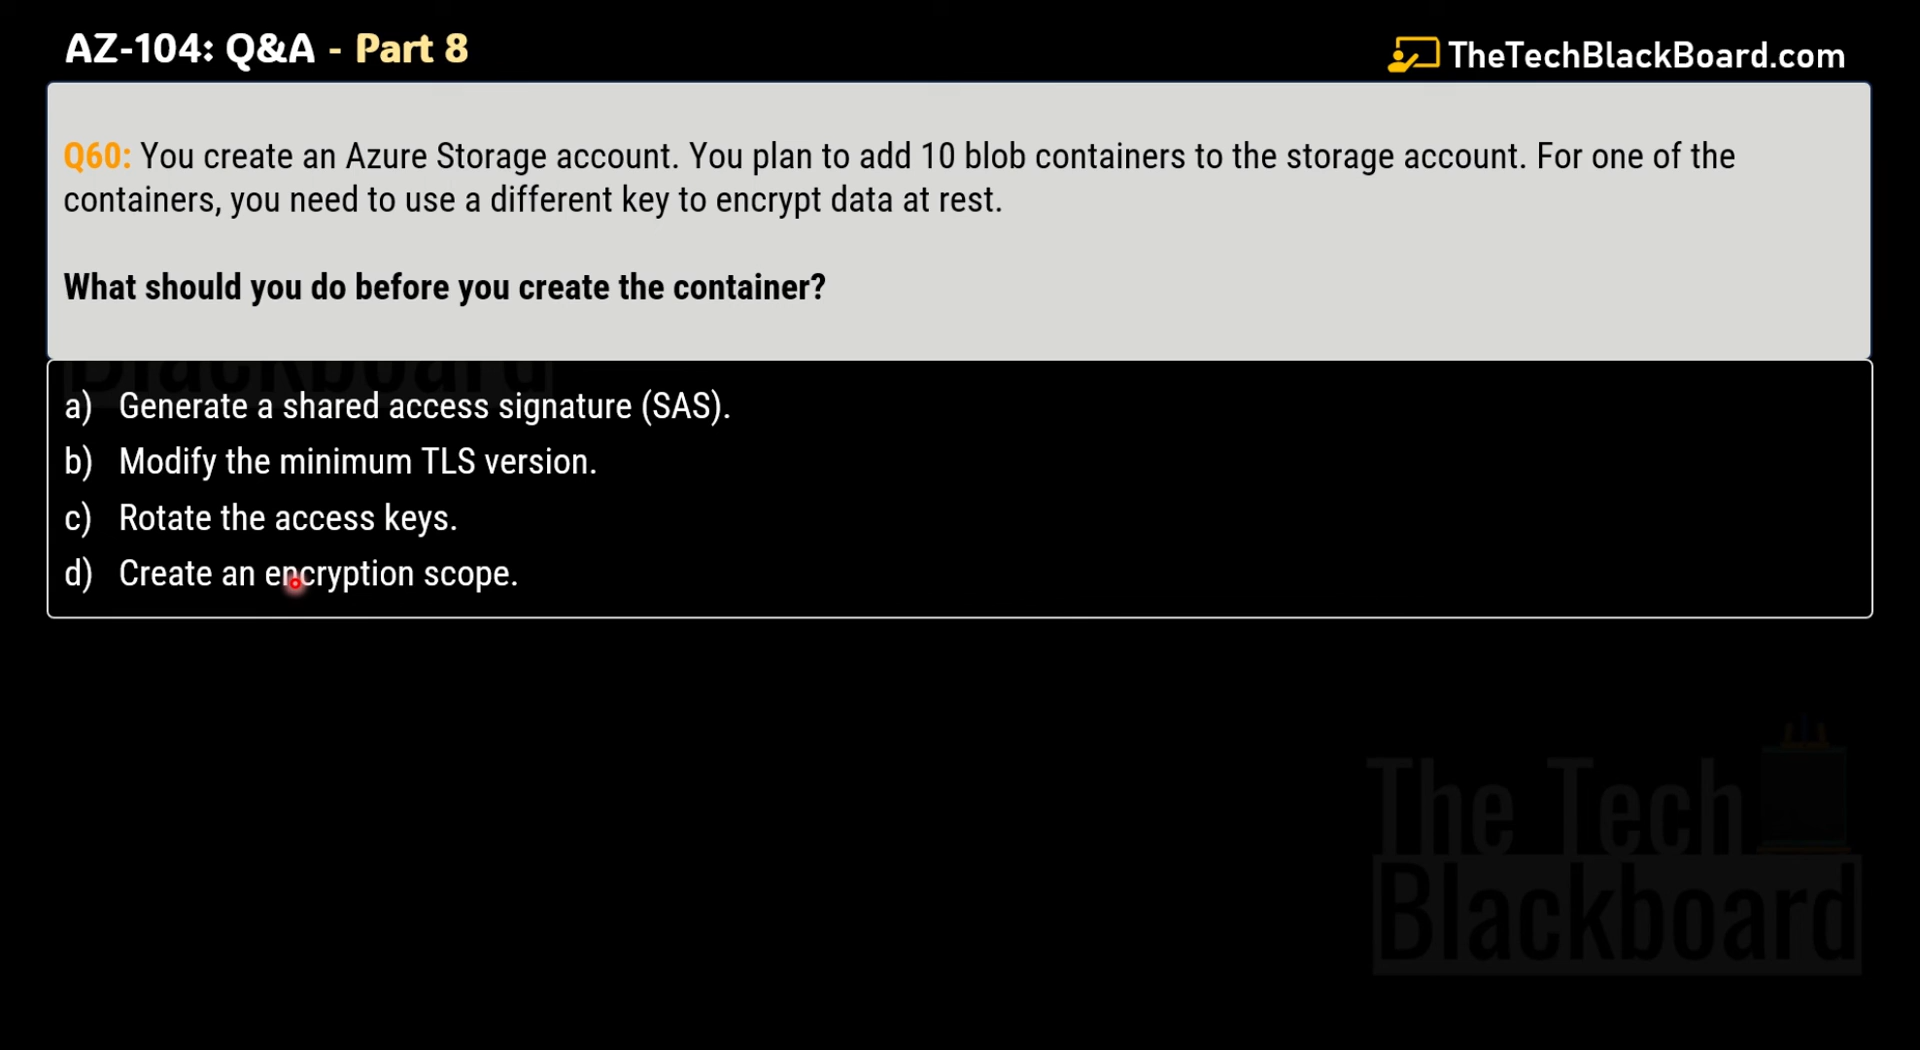 AZ-104: Q&A - Part 8
TheTechBlackBoard.com
Q60: You create an Azure Storage account. You plan to add 10 blob containers to the storage account. For one of the
containers, you need to use a different key to encrypt data at rest.
What should you do before you create the container?
Blackboard
a) Generate a shared access signature (SAS).
b) Modify the minimum TLS version.
c) Rotate the access keys.
d) Create an encryption scope.
The Tech
Blackboard